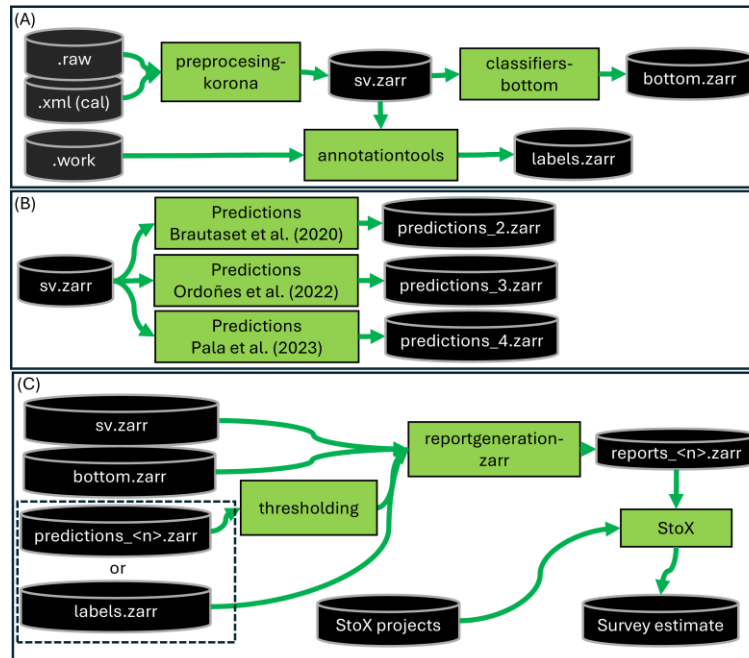 (A)
.raw
.xml (cal)
.work
preprocesing-
korona
sv.zarr
classifiers-
bottom
bottom.zarr
annotationtools
labels.zarr
(B)
sv.zarr
Predictions
Brautaset et al. (2020)
predictions_2.zarr
Predictions
Ordoñes et al. (2022)
predictions_3.zarr
Predictions
Pala et al. (2023)
predictions_4.zarr
(C)
sv.zarr
bottom.zarr
predictions_<n>.zarr
or
labels.zarr
thresholding
reportgeneration-
zarr
reports_<n>.zarr
StoX
StoX projects
Survey estimate